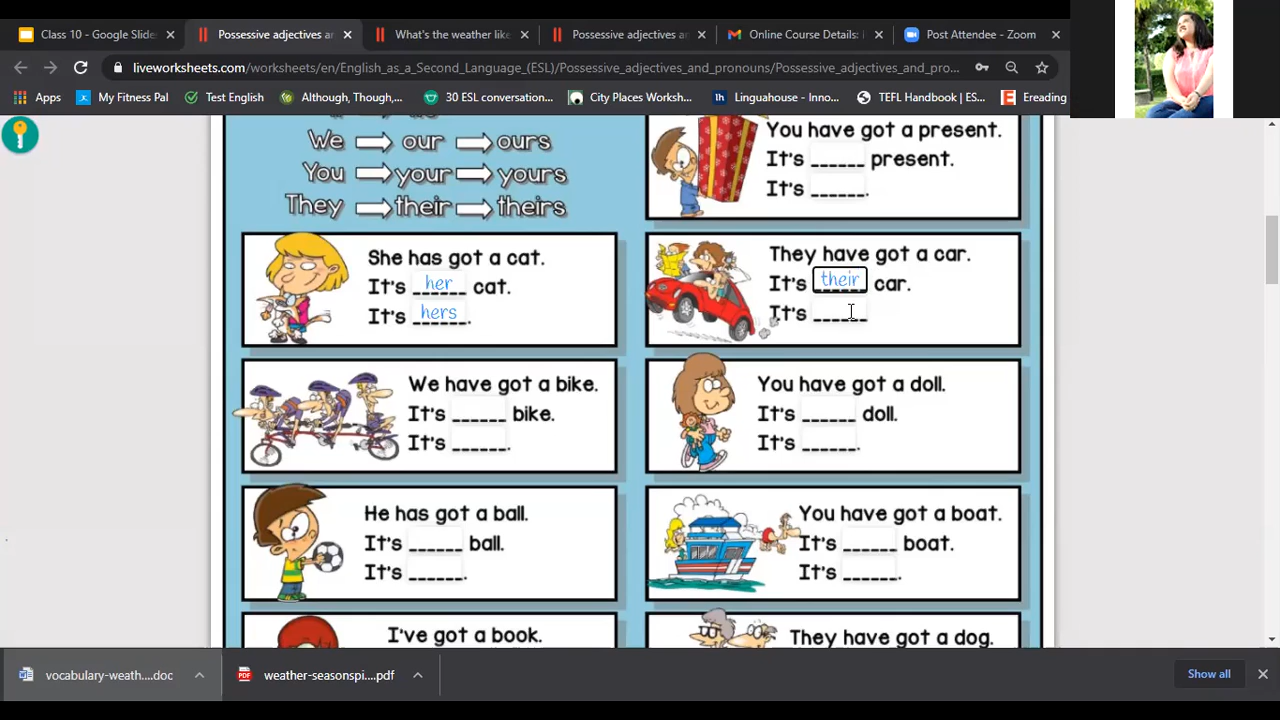 Class 10 - Google Slide
Possessive adjectives ar
What's the weather like
Possessive adjectives a
Online Course Details:
Post Attendee - Zoom
liveworksheets.com/worksheets/en/English_as_a_Second_Language_(ESL)/Possessive_adjectives_and_pronouns/Possessive_adjectives_and_pro...
Apps
My Fitness Pal
Test English
Although, Though,...
30 ESL conversation...
City Places Worksh...
lh Linguahouse - Inno...
TEFL Handbook | ES...
E Ereading
We our ours
You your yours
They their theirs
You have got a present.
It's ______ present.
It's ______.
She has got a cat.
It's her cat.
It's hers.
They have got a car.
It's their car.
It's ______
We have got a bike.
It's ______ bike.
It's ______.
You have got a doll.
It's ______ doll.
It's ______.
He has got a ball.
It's ______ ball.
It's ______.
You have got a boat.
It's ______ boat.
It's ______.
I've got a book.
They have got a dog.
vocabulary-weath....doc
PDF
weather-seasonspi....pdf
Show all